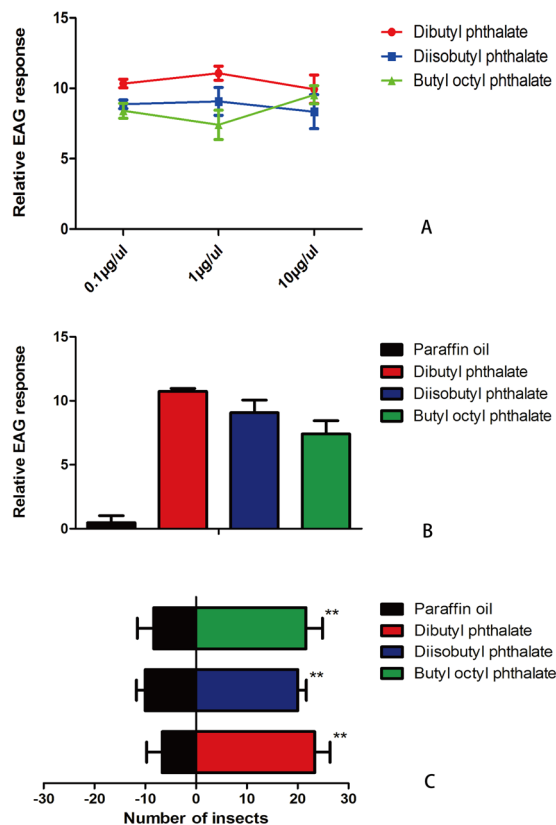 15
10
5
0
Relative EAG response
0.1μg/ul
1μg/ul
10μg/ul
Dibutyl phthalate
Diisobutyl phthalate
Butyl octyl phthalate
A
15
10
5
0
Relative EAG response
Paraffin oil
Dibutyl phthalate
Diisobutyl phthalate
Butyl octyl phthalate
B
**
**
**
-30 -20 -10 0 10 20 30
Number of insects
Paraffin oil
Dibutyl phthalate
Diisobutyl phthalate
Butyl octyl phthalate
C